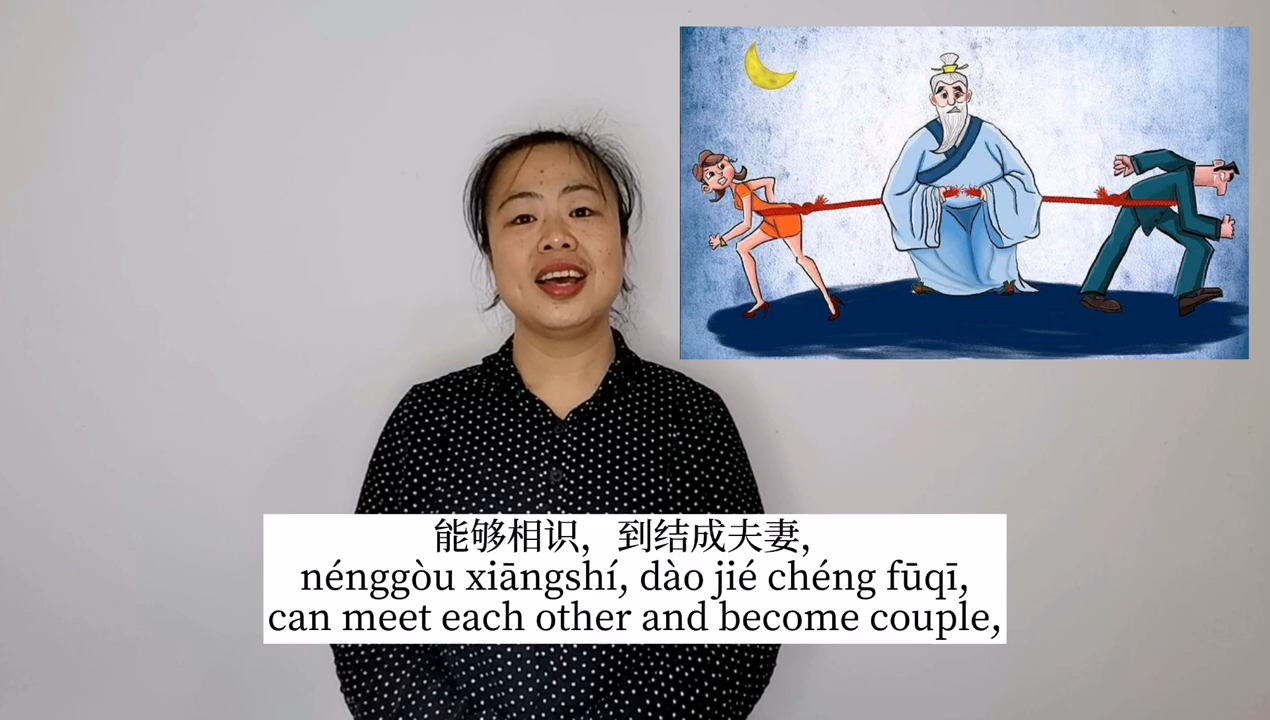 能够相识，到结成夫妻，
nénggòu xiāngshí, dào jié chéng fūqī,
can meet each other and become couple,